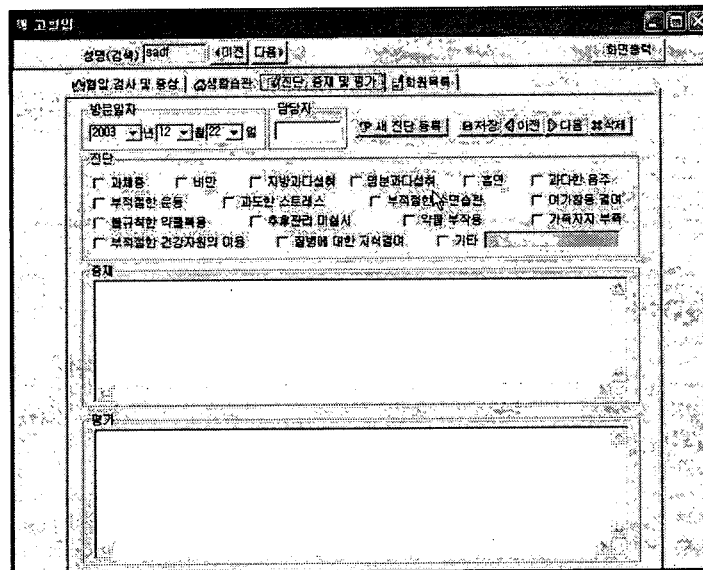 고혈압
성명(검색) sadf 이전 다음 화면출력
혈압 검사 및 증상 생활습관 진단, 중재 및 평가 회원목록
방문일자 담당자
2003 년 12 월 22 일 새 진단 등록 저장 이전 다음 삭제
진단
과체중 비만 지방과다섭취 염분과다섭취 흡연 과다한 음주
부적절한 운동 과도한 스트레스 부적절한 수면습관 여가활동 결여
불규칙한 약물복용 추후관리 미실시 약물 부작용 가족지지 부족
부적절한 건강자원의 이용 질병에 대한 지식결여 기타
중재
평가